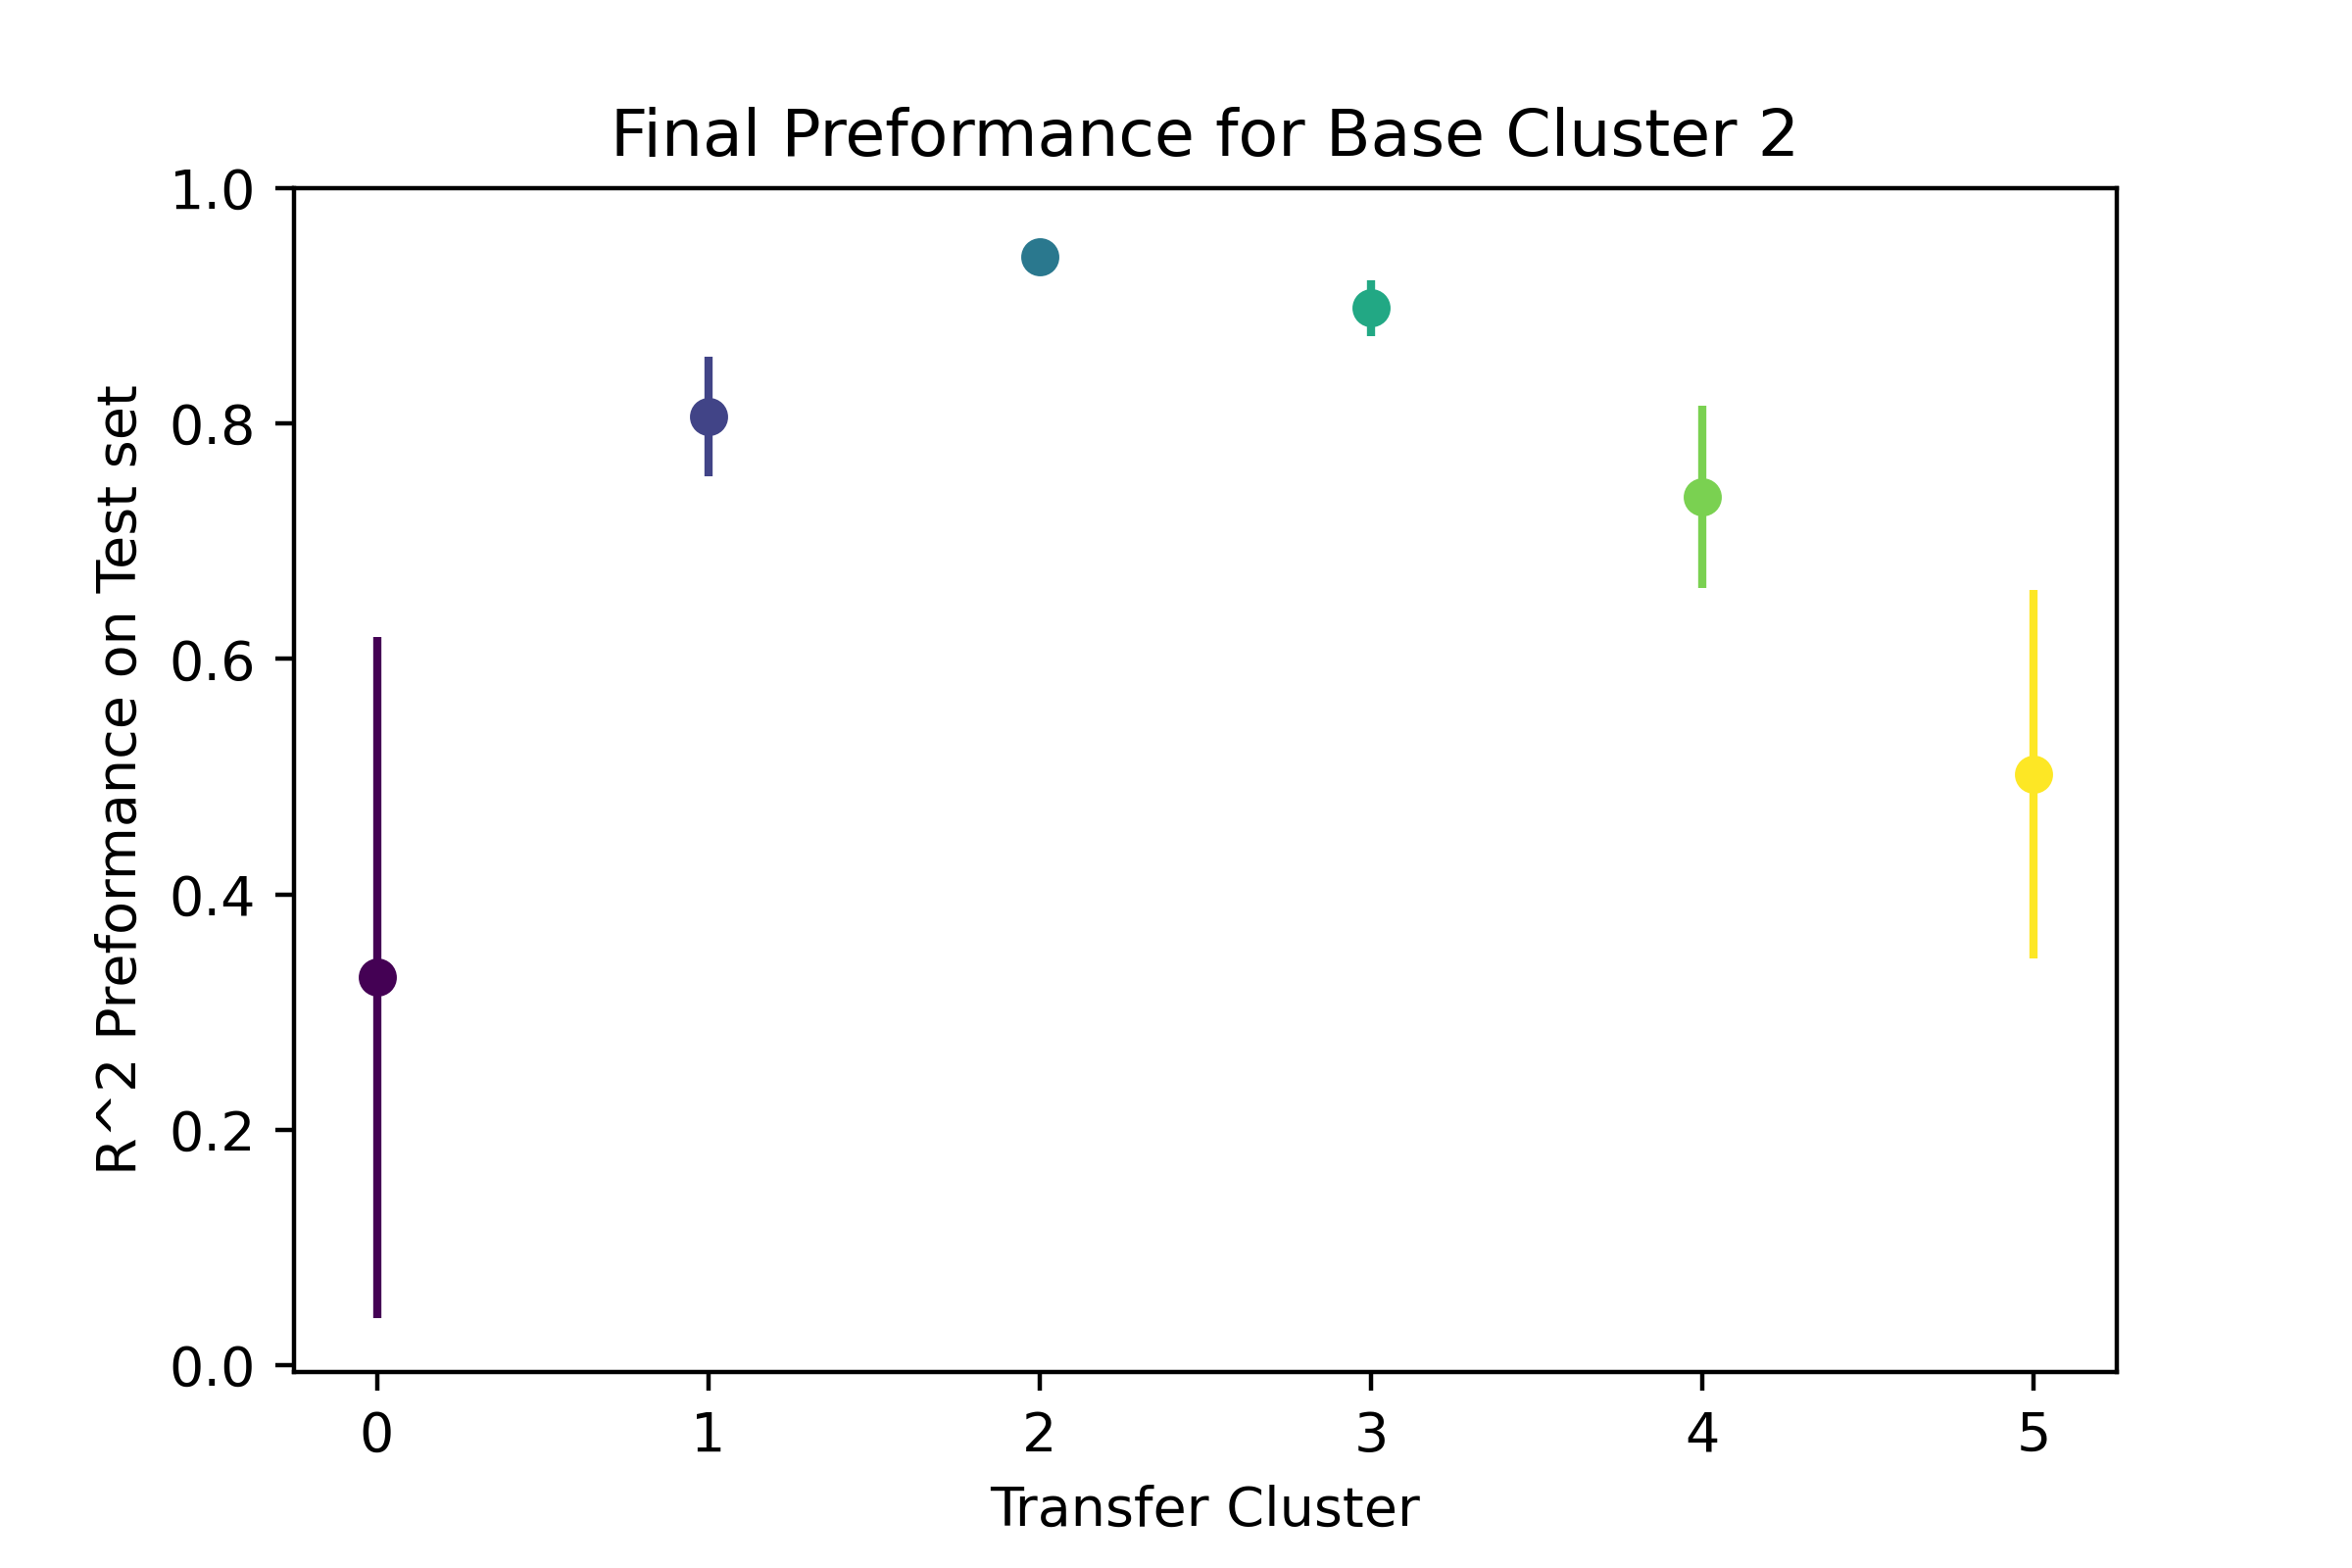 Final Preformance for Base Cluster 2
R^2 Preformance on Test set
1.0
0.8
0.6
0.4
0.2
0.0
0 1 2 3 4 5
Transfer Cluster